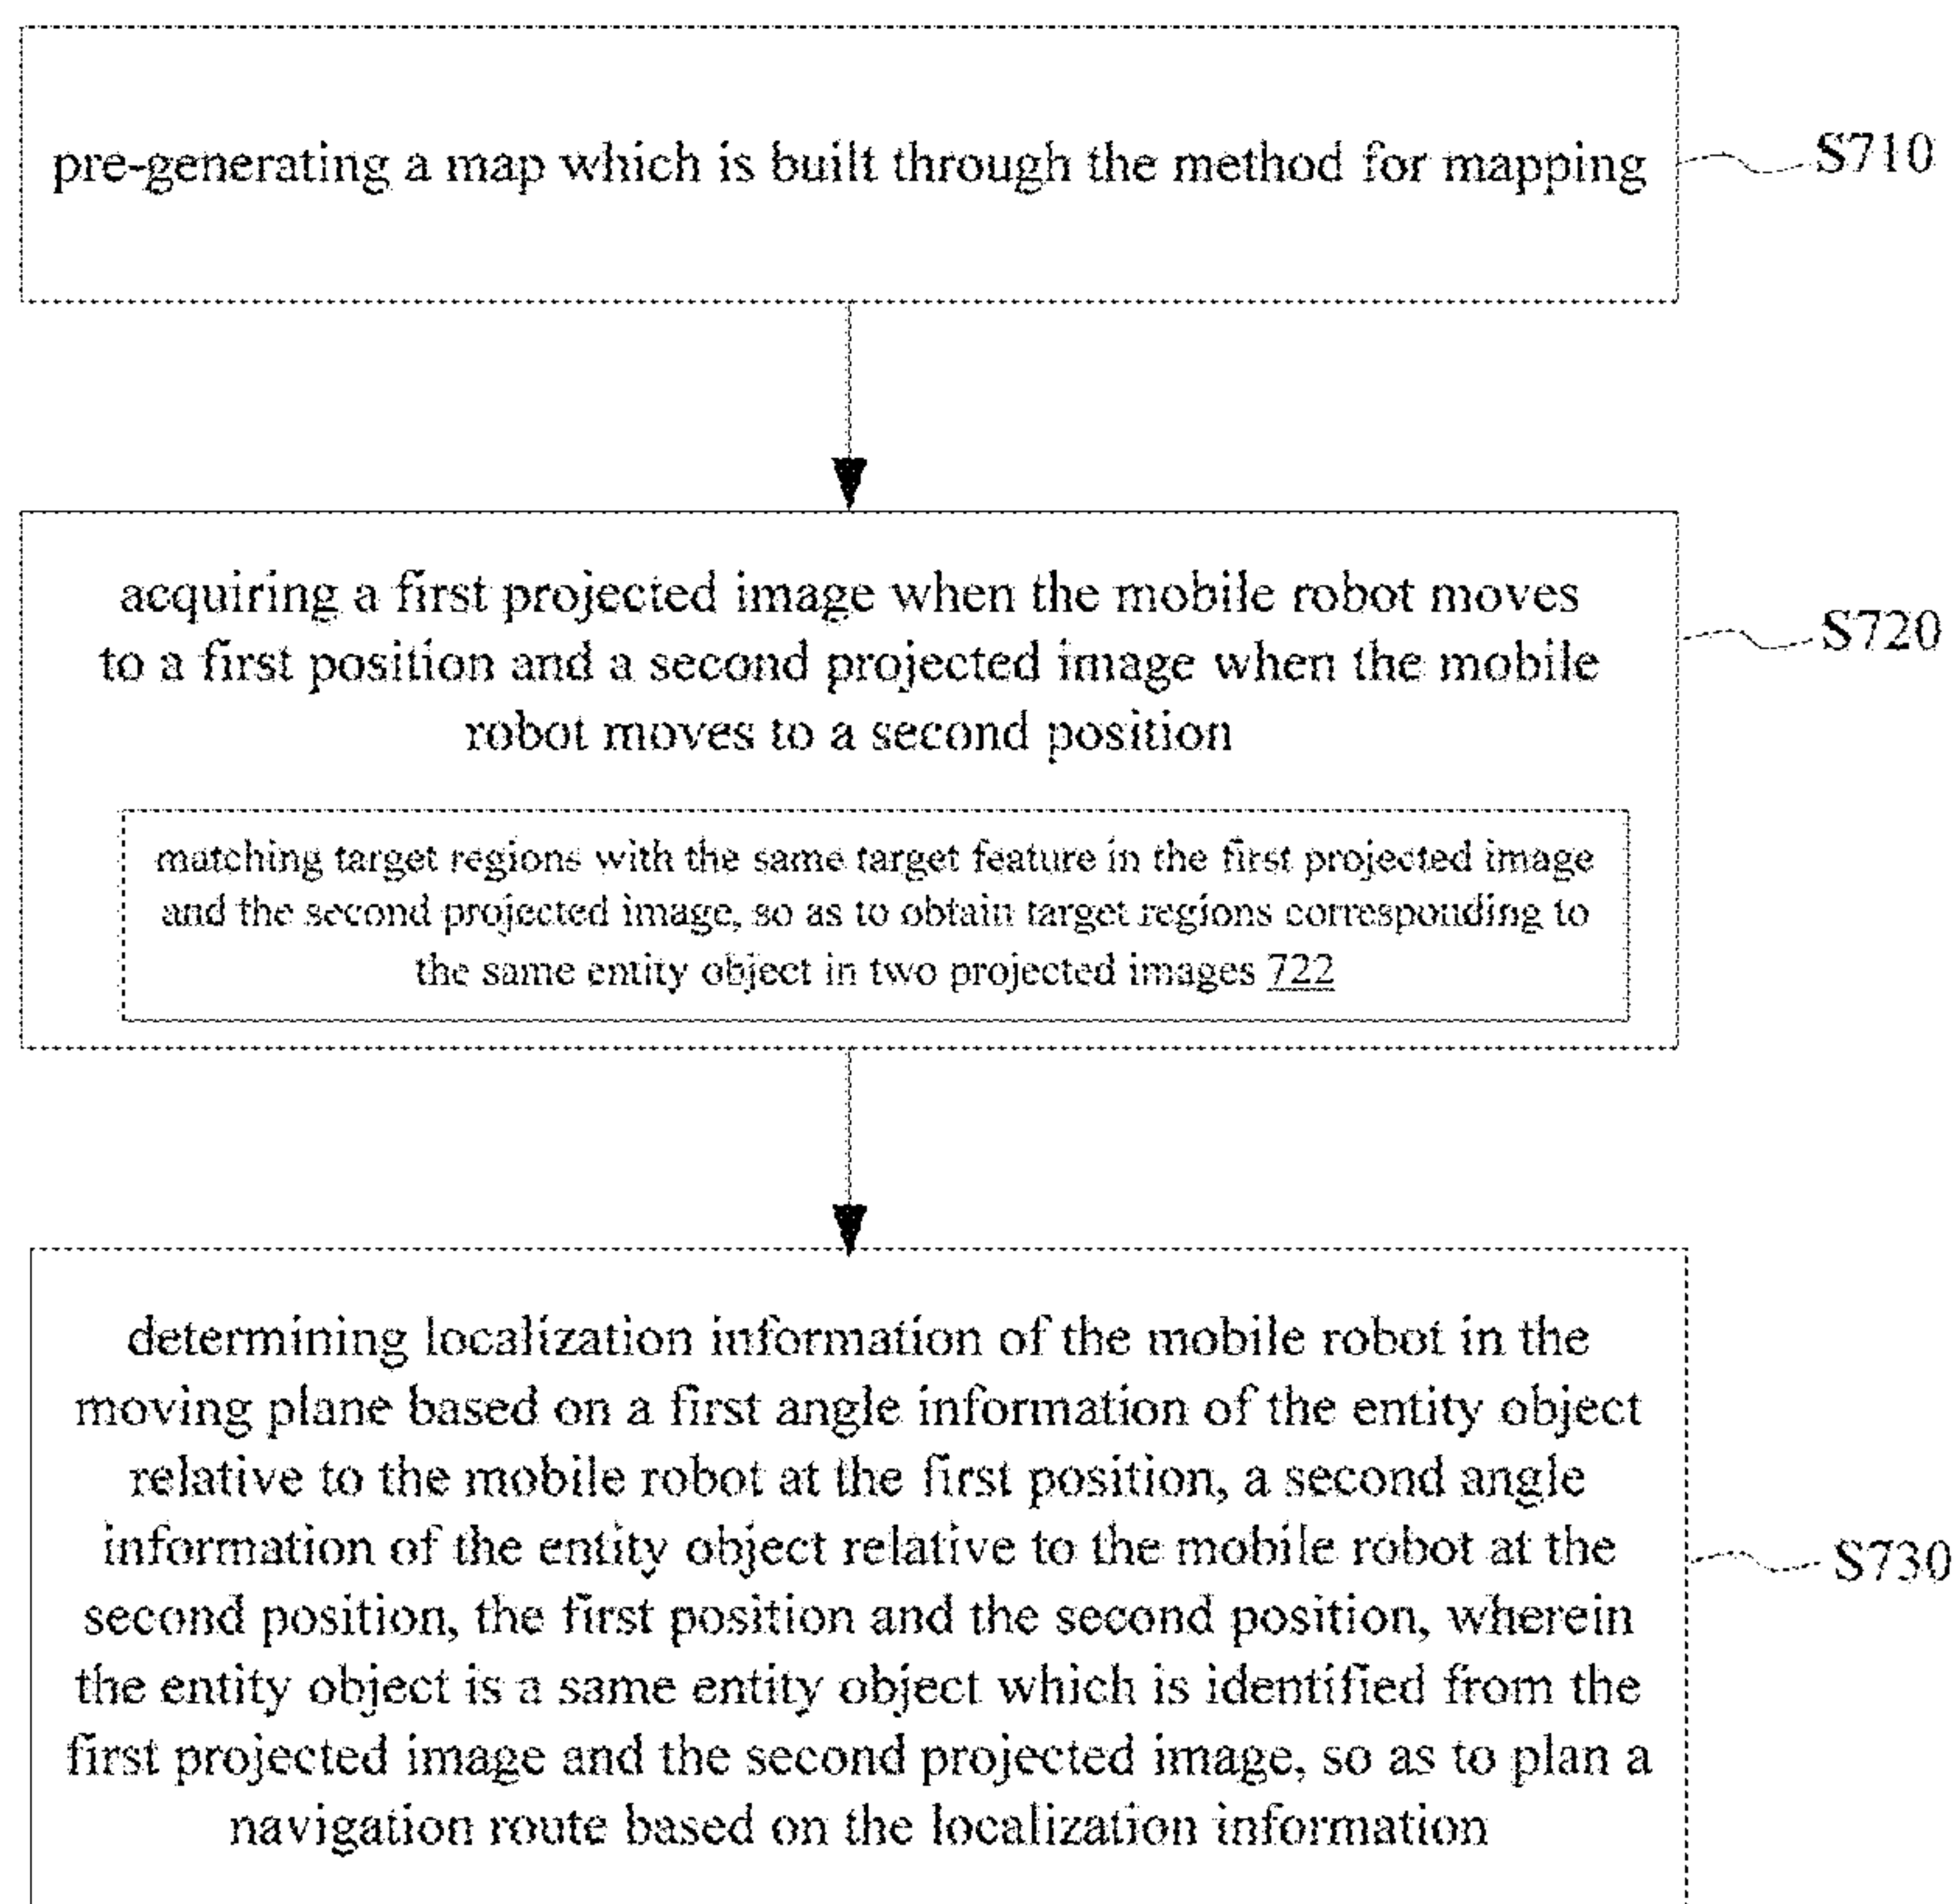 pre-generating a map which is built through the method for mapping
S710
acquiring a first projected image when the mobile robot moves
to a first position and a second projected image when the mobile
robot moves to a second position
S720
matching target regions with the same target feature in the first projected image
and the second projected image, so as to obtain target regions corresponding to
the same entity object in two projected images 722
determining localization information of the mobile robot in the
moving plane based on a first angle information of the entity object
relative to the mobile robot at the first position, a second angle
information of the entity object relative to the mobile robot at the
second position, the first position and the second position, wherein
the entity object is a same entity object which is identified from the
first projected image and the second projected image, so as to plan a
navigation route based on the localization information
S730